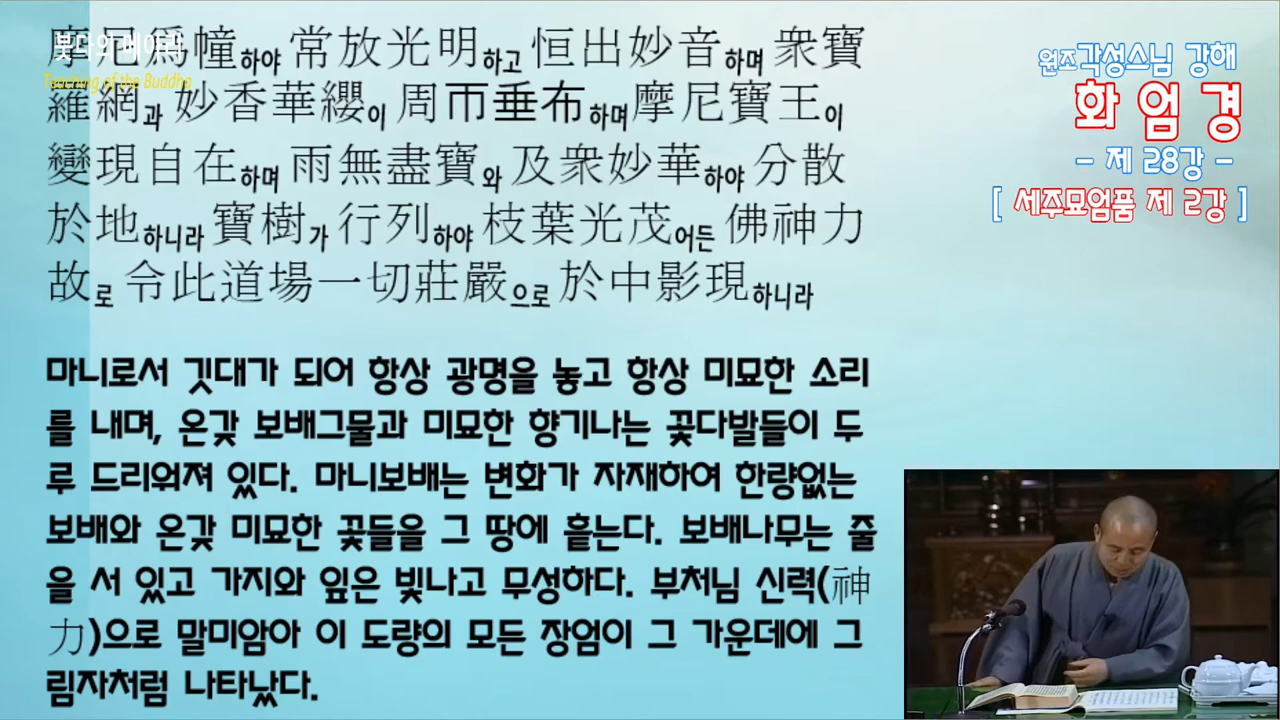 摩尼爲幢하야 常放光明하고 恒出妙音하며 衆寶
羅網과 妙香華纓이 周帀垂布하며 摩尼寶王이
變現自在하며 雨無盡寶와 及衆妙華하야 分散
於地하니라 寶樹가 行列하야 枝葉光茂어든 佛神力
故로 令此道場一切莊嚴으로 於中影現하니라
마니로서 깃대가 되어 항상 광명을 놓고 항상 미묘한 소리
를 내며, 온갖 보배그물과 미묘한 향기나는 꽃다발들이 두
루 드리워져 있다. 마니보배는 변화가 자재하여 한량없는
보배와 온갖 미묘한 꽃들을 그 땅에 흩는다. 보배나무는 줄
을 서 있고 가지와 잎은 빛나고 무성하다. 부처님 신력(神
力)으로 말미암아 이 도량의 모든 장엄이 그 가운데에 그
림자처럼 나타났다.
붓다의 메아리
Teaching of the Buddha
원조각성스님 강해
화엄경
- 제 28강 -
[ 세주묘엄품 제 2강 ]